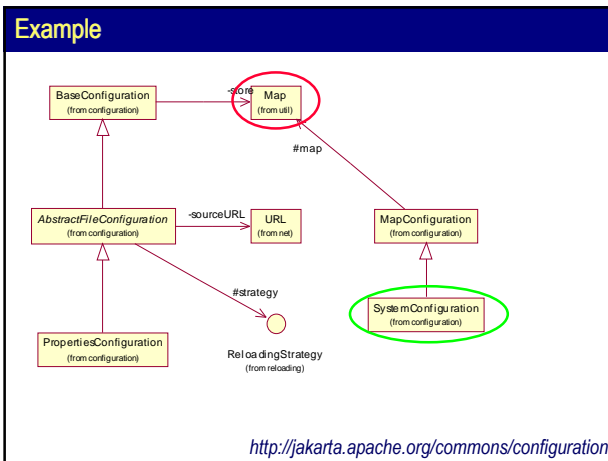 Example
BaseConfiguration
(from configuration)
-store
Map
(from util)
#map
AbstractFileConfiguration
(from configuration)
-sourceURL
URL
(from net)
MapConfiguration
(from configuration)
#strategy
SystemConfiguration
(from configuration)
PropertiesConfiguration
(from configuration)
ReloadingStrategy
(from reloading)
http://jakarta.apache.org/commons/configuration